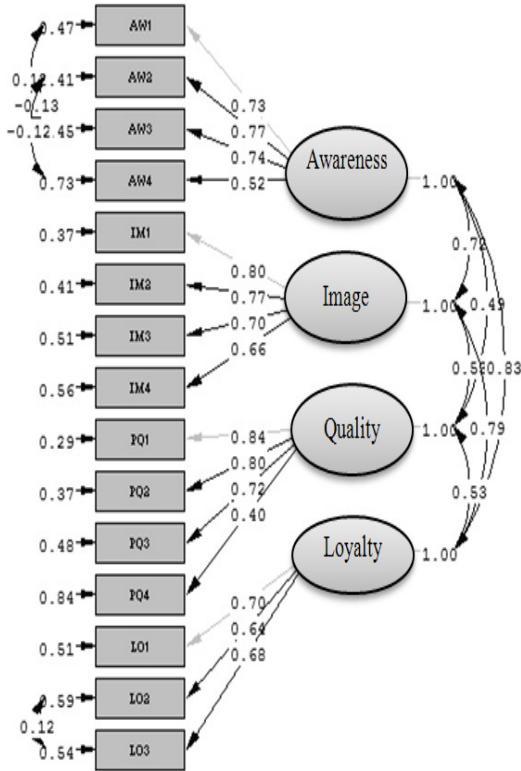 0.47 AW1
0.41 AW2
-0.13
0.73
0.77
-0.12 .45 AW3
0.74
Awareness 1.00
0.73 AW4
0.52
0.37 IM1
0.72
0.80
0.41 IM2
0.77
Image 1.00
0.49
0.51 IM3
0.70
0.66
0.56 IM4
0.83
0.29 PQ1
0.84
Quality 1.00
0.79
0.37 PQ2
0.80
0.72
0.53
0.48 PQ3
0.40
Loyalty 1.00
0.84 PQ4
0.70
0.51 LO1
0.64
0.68
0.59 LO2
0.12
0.54 LO3